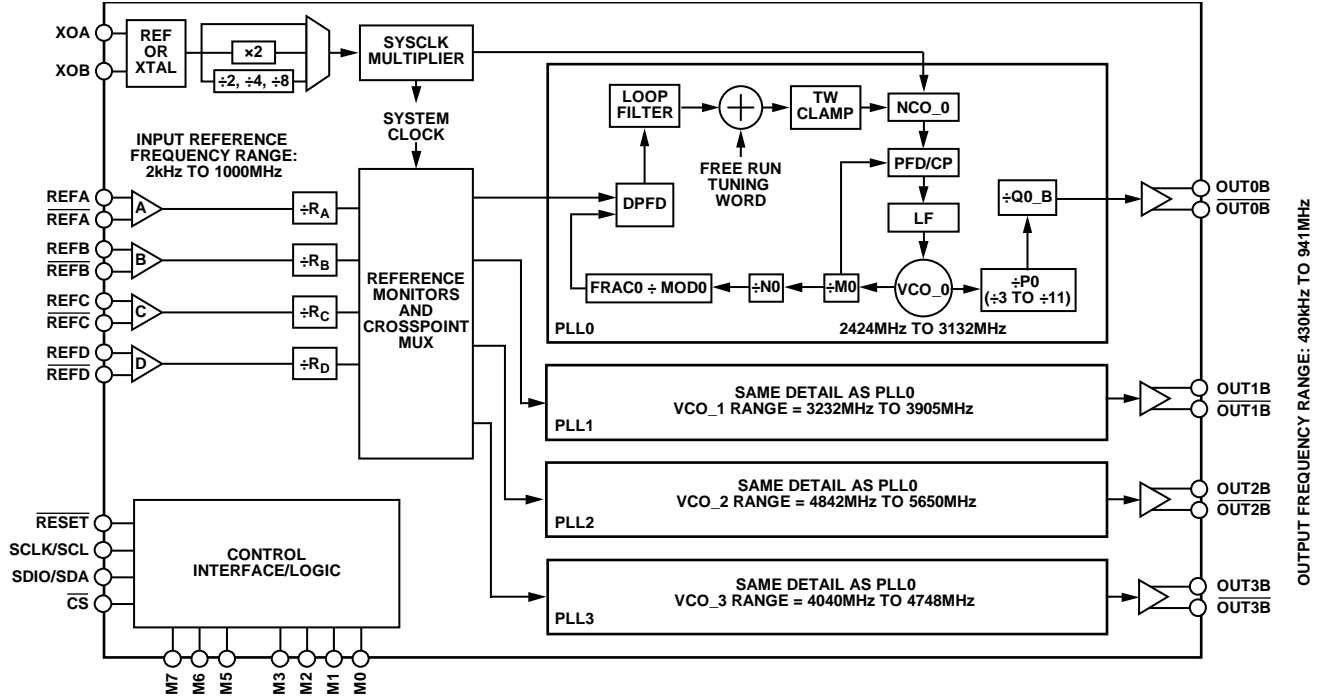 XOA
XOB
REF
OR
XTAL
×2
÷2, ÷4, ÷8
SYSCLK
MULTIPLIER
SYSTEM
CLOCK
INPUT REFERENCE
FREQUENCY RANGE:
2kHz TO 1000MHz
REFA
REFA
A
÷RA
REFB
REFB
B
÷RB
REFC
REFC
C
÷RC
REFD
REFD
D
÷RD
REFERENCE
MONITORS
AND
CROSSPOINT
MUX
LOOP
FILTER
TW
CLAMP
NCO_0
FREE RUN
TUNING
WORD
PFD/CP
DPFD
LF
÷Q0_B
FRAC0 ÷ MOD0
÷N0
÷M0
VCO_0
÷P0
(÷3 TO ÷11)
PLL0
2424MHz TO 3132MHz
OUT0B
OUT0B
SAME DETAIL AS PLL0
VCO_1 RANGE = 3232MHz TO 3905MHz
PLL1
OUT1B
OUT1B
SAME DETAIL AS PLL0
VCO_2 RANGE = 4842MHz TO 5650MHz
PLL2
OUT2B
OUT2B
SAME DETAIL AS PLL0
VCO_3 RANGE = 4040MHz TO 4748MHz
PLL3
OUT3B
OUT3B
OUTPUT FREQUENCY RANGE: 430kHz TO 941MHz
RESET
SCLK/SCL
SDIO/SDA
CS
CONTROL
INTERFACE/LOGIC
M7
M6
M5
M3
M2
M1
M0